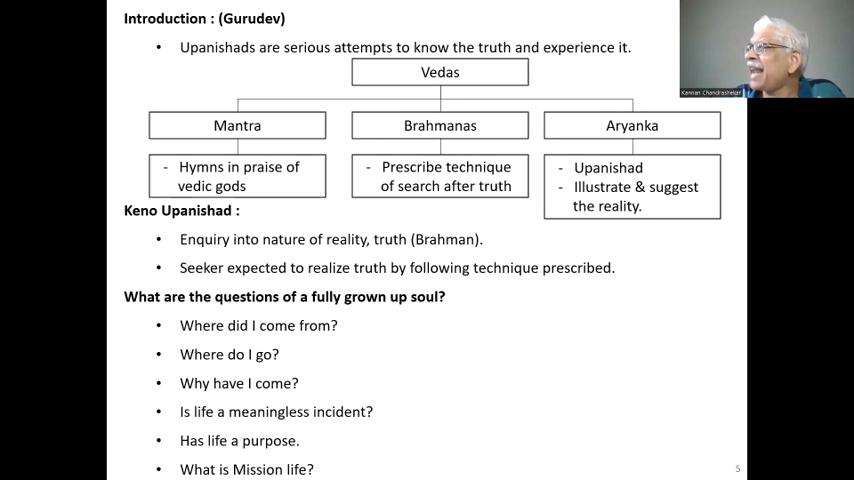 Introduction : (Gurudev)
• Upanishads are serious attempts to know the truth and experience it.
Vedas
Mantra
Brahmanas
Aryanka
- Hymns in praise of
vedic gods
- Prescribe technique
of search after truth
- Upanishad
- Illustrate & suggest
the reality.
Keno Upanishad :
• Enquiry into nature of reality, truth (Brahman).
• Seeker expected to realize truth by following technique prescribed.
What are the questions of a fully grown up soul?
• Where did I come from?
• Where do I go?
• Why have I come?
• Is life a meaningless incident?
• Has life a purpose.
• What is Mission life?
5
Kannan Chandrashekar